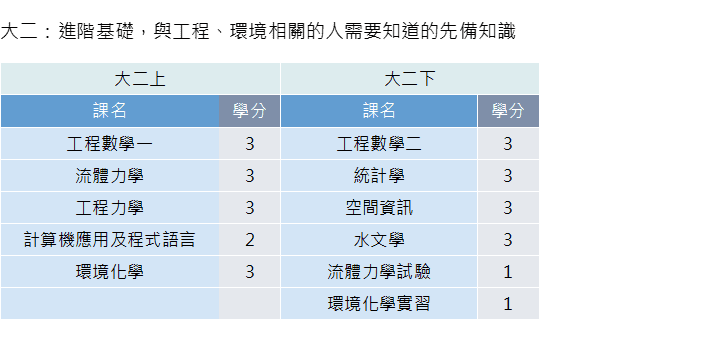 大二：進階基礎，與工程、環境相關的人需要知道的先備知識
大二上 大二下
課名 學分 課名 學分
工程數學一 3 工程數學二 3
流體力學 3 統計學 3
工程力學 3 空間資訊 3
計算機應用及程式語言 2 水文學 3
環境化學 3 流體力學試驗 1
環境化學實習 1